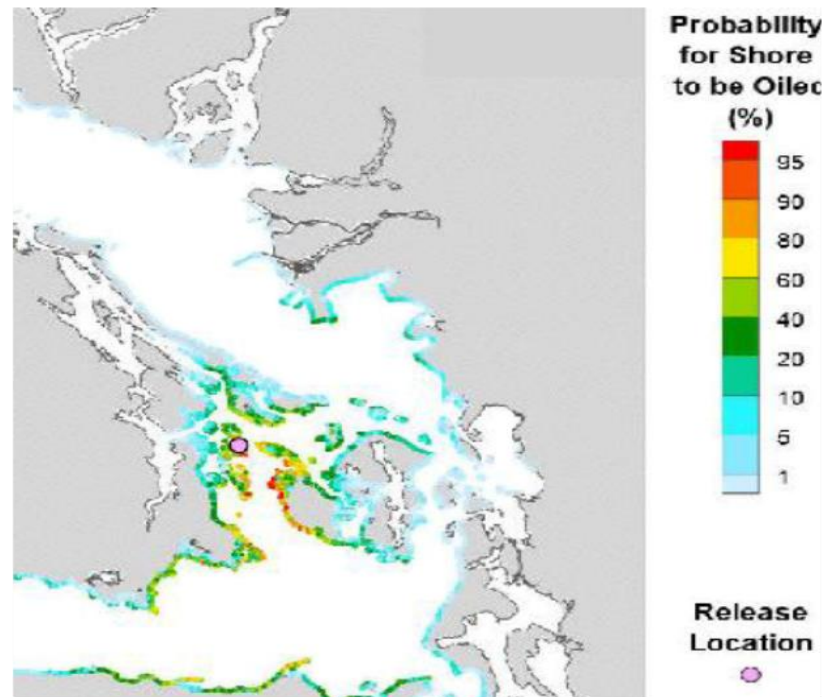 Probability
for Shore
to be Oiled
(%)
95
90
80
60
40
20
10
5
1
Release
Location